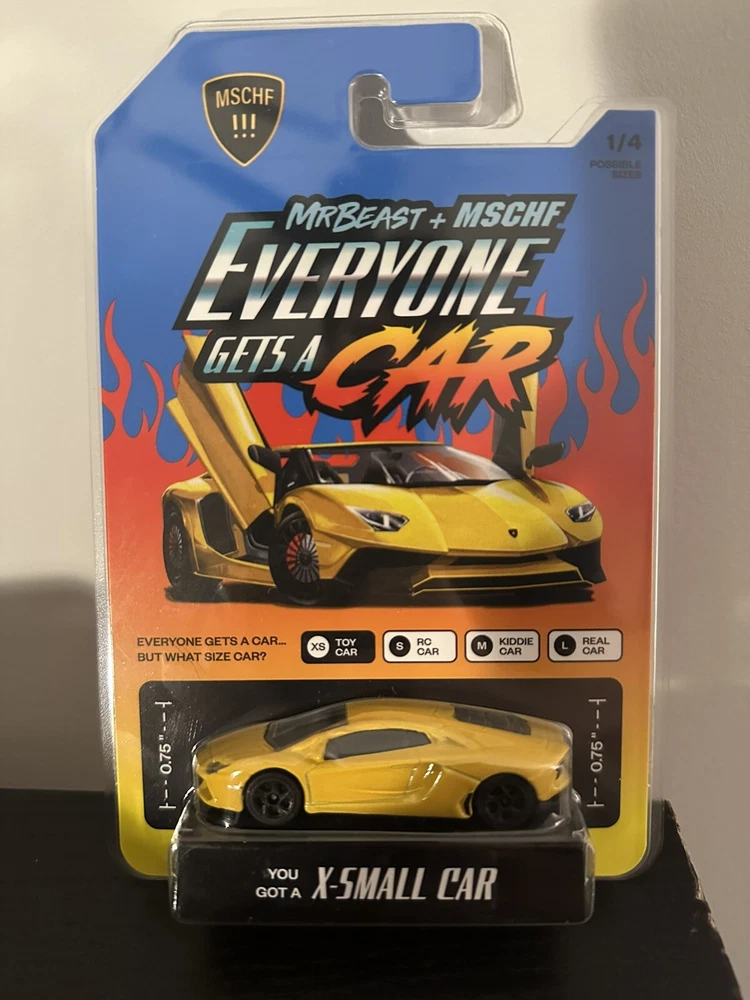 MSCHF
!!!
1/4
POSSIBLE
SIZES
MRBEAST + MSCHF
EVERYONE
GETS A CAR
EVERYONE GETS A CAR...
BUT WHAT SIZE CAR?
XS TOY CAR
S RC CAR
M KIDDIE CAR
L REAL CAR
0.75"
0.75"
YOU GOT A X-SMALL CAR